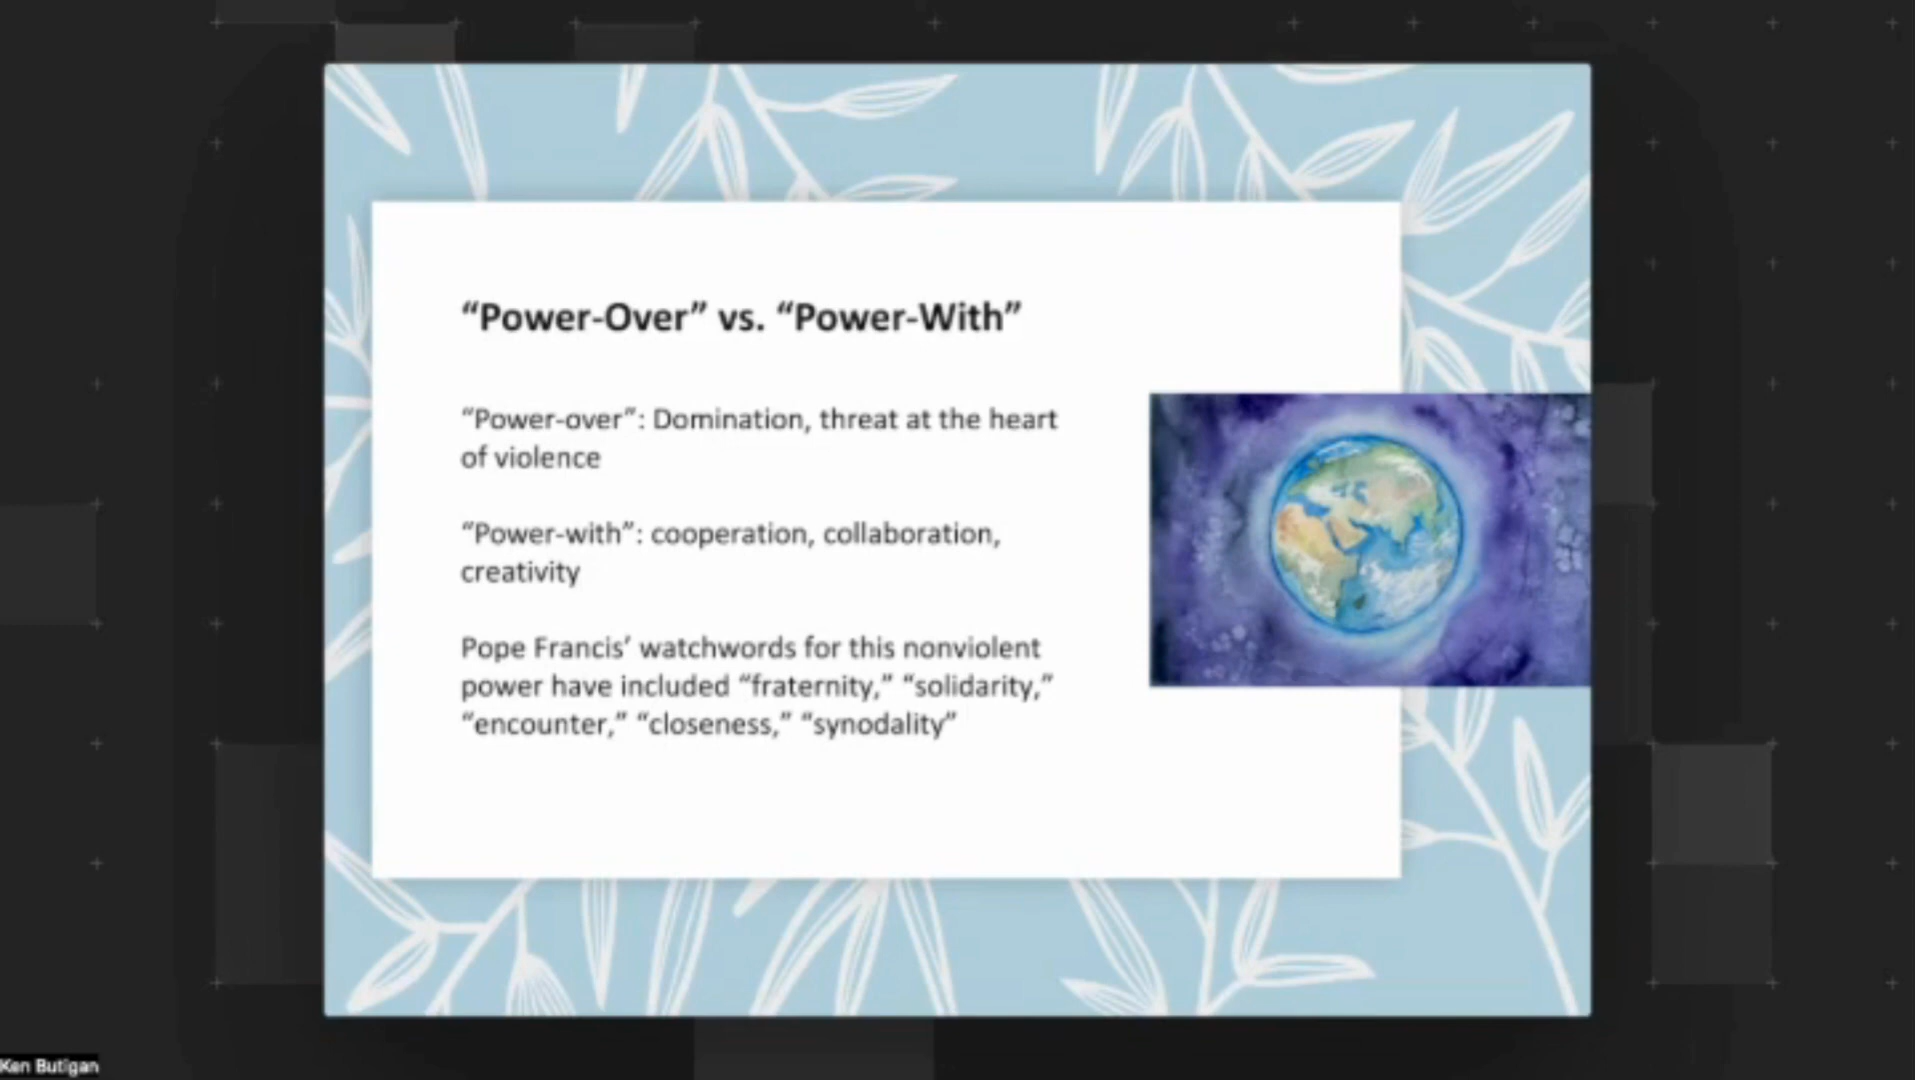 “Power-Over” vs. “Power-With”
“Power-over”: Domination, threat at the heart
of violence
“Power-with”: cooperation, collaboration,
creativity
Pope Francis’ watchwords for this nonviolent
power have included “fraternity,” “solidarity,”
“encounter,” “closeness,” “synodality”
Ken Butigan